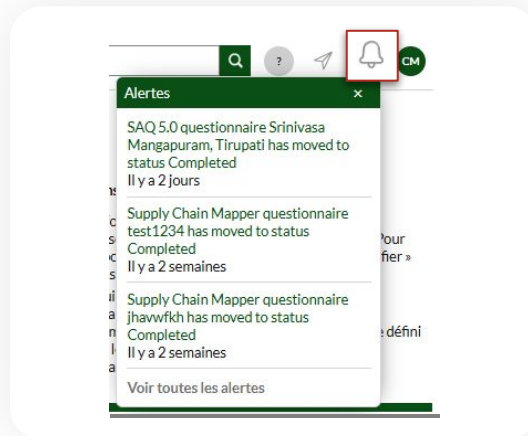 ?
CM
Alertes
×
SAQ 5.0 questionnaire Srinivasa
Mangapuram, Tirupati has moved to
status Completed
Il y a 2 jours
Supply Chain Mapper questionnaire
test1234 has moved to status
Completed
Il y a 2 semaines
Supply Chain Mapper questionnaire
jhavwfkh has moved to status
Completed
Il y a 2 semaines
Voir toutes les alertes
fier »
défini